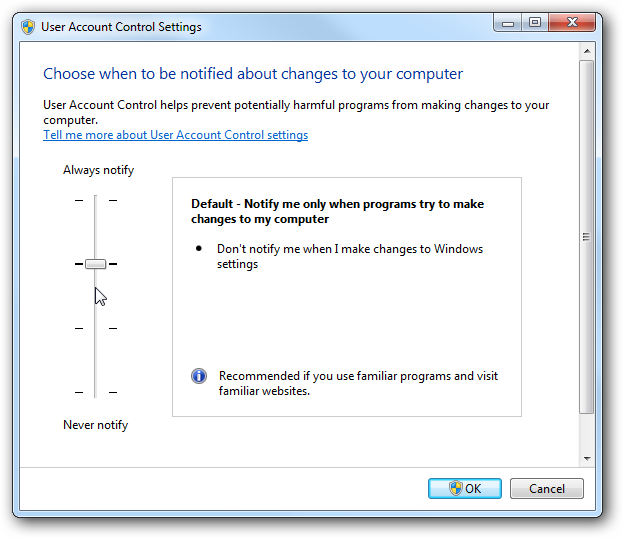 User Account Control Settings
Choose when to be notified about changes to your computer
User Account Control helps prevent potentially harmful programs from making changes to your
computer.
Tell me more about User Account Control settings
Always notify
Default - Notify me only when programs try to make
changes to my computer
• Don't notify me when I make changes to Windows
settings
Recommended if you use familiar programs and visit
familiar websites.
Never notify
OK
Cancel